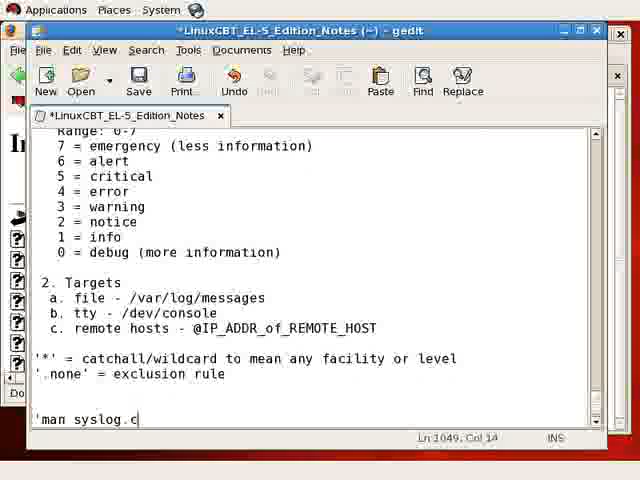 Applications Places System
*LinuxCBT_EL-5_Edition_Notes (~) - gedit
File Edit View Search Tools Documents Help
New Open Save Print... Undo Redo Cut Copy Paste Find Replace
*LinuxCBT_EL-5_Edition_Notes
Range: 0-7
7 = emergency (less information)
6 = alert
5 = critical
4 = error
3 = warning
2 = notice
1 = info
0 = debug (more information)
2. Targets
a. file - /var/log/messages
b. tty - /dev/console
c. remote hosts - @IP_ADDR_of_REMOTE_HOST
'*' = catchall/wildcard to mean any facility or level
'.none' = exclusion rule
'man syslog.c
Ln 1049, Col 14 INS